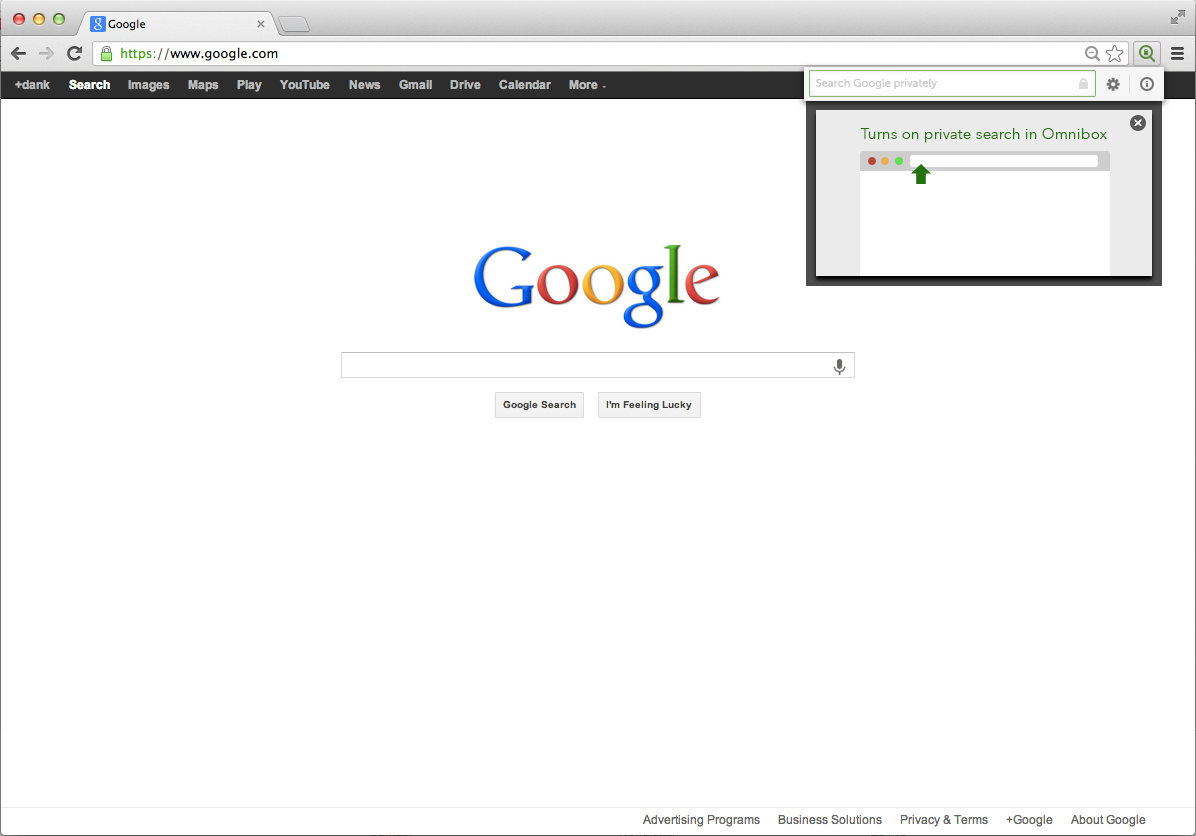 Google
https://www.google.com
+dank Search Images Maps Play YouTube News Gmail Drive Calendar More
Search Google privately
Turns on private search in Omnibox
Google
Google Search I'm Feeling Lucky
Advertising Programs Business Solutions Privacy & Terms +Google About Google